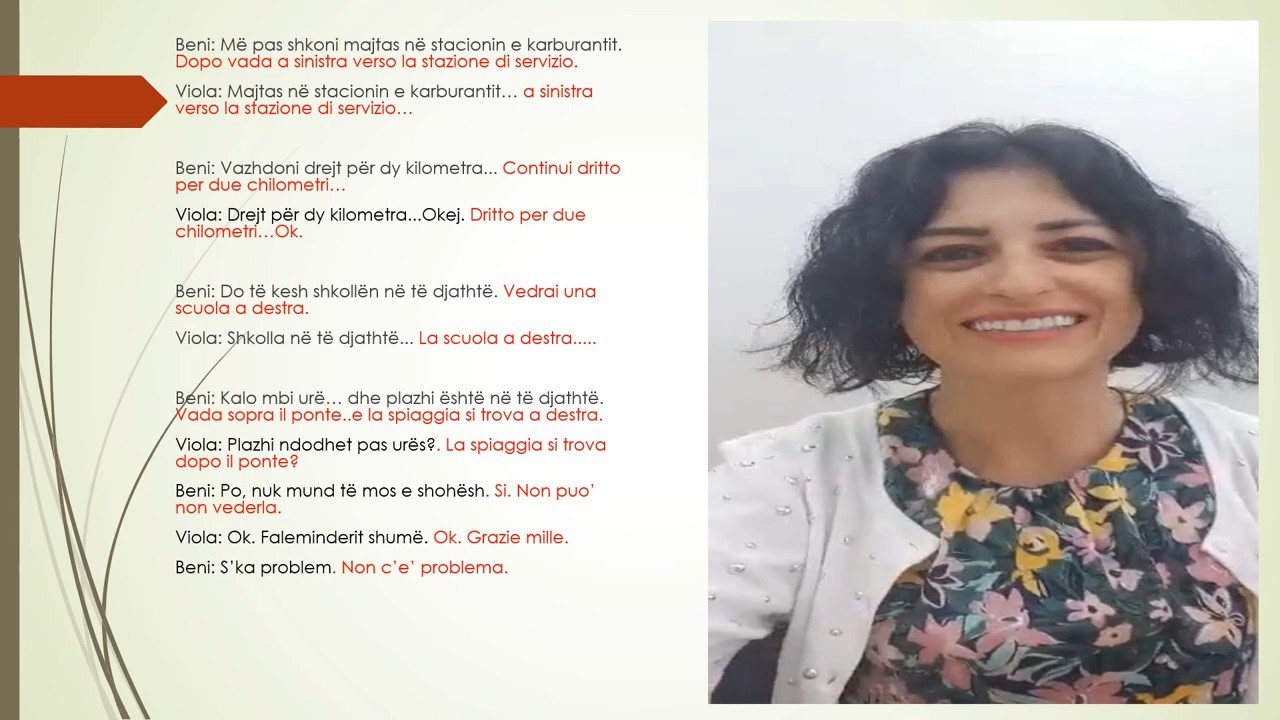 Beni: Më pas shkoni majtas në stacionin e karburantit.
Dopo vada a sinistra verso la stazione di servizio.
Viola: Majtas në stacionin e karburantit… a sinistra
verso la stazione di servizio…
Beni: Vazhdoni drejt për dy kilometra... Continui dritto
per due chilometri…
Viola: Drejt për dy kilometra...Okej. Dritto per due
chilometri…Ok.
Beni: Do të kesh shkollën në të djathtë. Vedrai una
scuola a destra.
Viola: Shkolla në të djathtë... La scuola a destra.....
Beni: Kalo mbi urë… dhe plazhi është në të djathtë.
Vada sopra il ponte..e la spiaggia si trova a destra.
Viola: Plazhi ndodhet pas urës?. La spiaggia si trova
dopo il ponte?
Beni: Po, nuk mund të mos e shohësh. Si. Non puo’
non vederla.
Viola: Ok. Faleminderit shumë. Ok. Grazie mille.
Beni: S’ka problem. Non c’e’ problema.